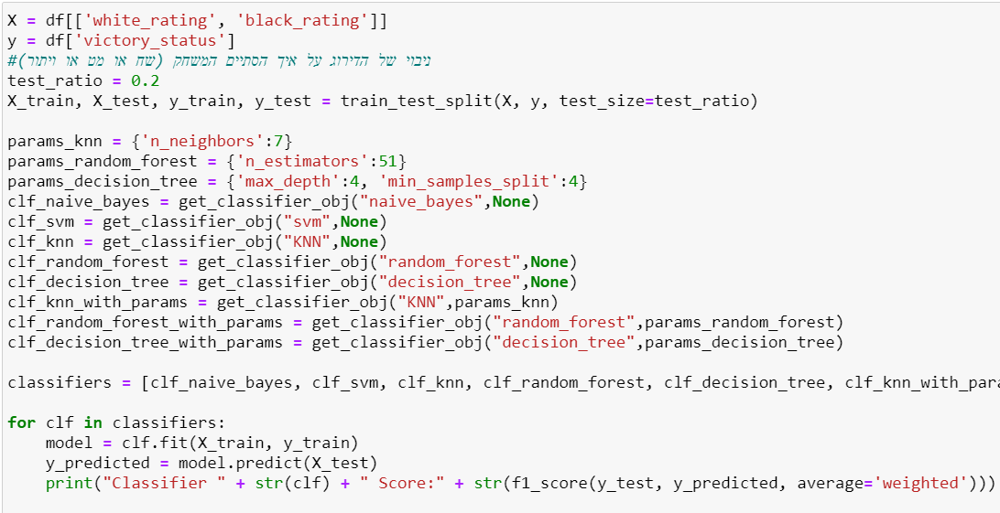 X = df[['white_rating', 'black_rating']]
y = df['victory_status']
#ניבוי של הדירוג על איך הסתיים המשחק (שח או מט או ויתור)
test_ratio = 0.2
X_train, X_test, y_train, y_test = train_test_split(X, y, test_size=test_ratio)
params_knn = {'n_neighbors':7}
params_random_forest = {'n_estimators':51}
params_decision_tree = {'max_depth':4, 'min_samples_split':4}
clf_naive_bayes = get_classifier_obj("naive_bayes",None)
clf_svm = get_classifier_obj("svm",None)
clf_knn = get_classifier_obj("KNN",None)
clf_random_forest = get_classifier_obj("random_forest",None)
clf_decision_tree = get_classifier_obj("decision_tree",None)
clf_knn_with_params = get_classifier_obj("KNN",params_knn)
clf_random_forest_with_params = get_classifier_obj("random_forest",params_random_forest)
clf_decision_tree_with_params = get_classifier_obj("decision_tree",params_decision_tree)
classifiers = [clf_naive_bayes, clf_svm, clf_knn, clf_random_forest, clf_decision_tree, clf_knn_with_para
for clf in classifiers:
    model = clf.fit(X_train, y_train)
    y_predicted = model.predict(X_test)
    print("Classifier " + str(clf) + " Score:" + str(f1_score(y_test, y_predicted, average='weighted')))